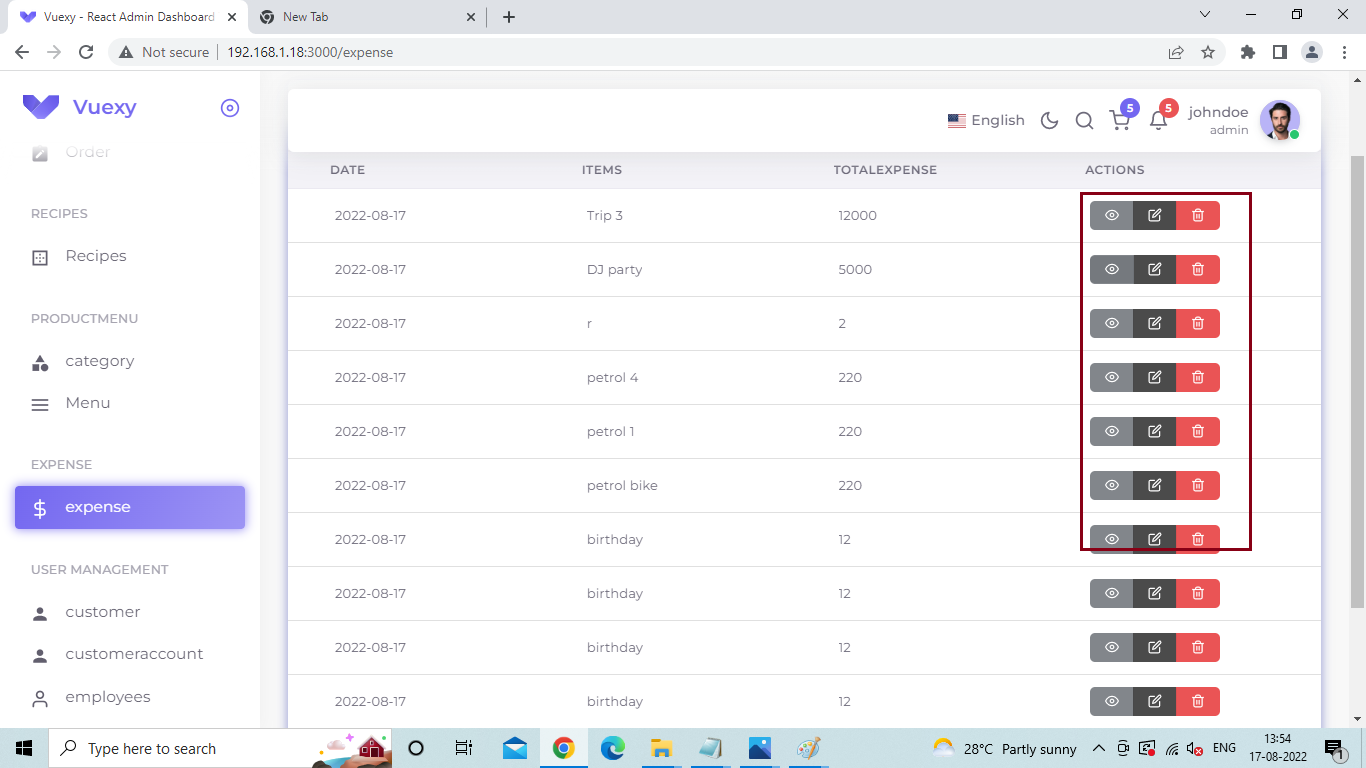 Vuexy - React Admin Dashboard
New Tab
Not secure
192.168.1.18:3000/expense
Vuexy
Order
RECIPES
Recipes
PRODUCTMENU
category
Menu
EXPENSE
expense
USER MANAGEMENT
customer
customeraccount
employees
English
5
5
johndoe
admin
DATE ITEMS TOTALEXPENSE ACTIONS
2022-08-17 Trip 3 12000
2022-08-17 DJ party 5000
2022-08-17 r 2
2022-08-17 petrol 4 220
2022-08-17 petrol 1 220
2022-08-17 petrol bike 220
2022-08-17 birthday 12
2022-08-17 birthday 12
2022-08-17 birthday 12
2022-08-17 birthday 12
Type here to search
28°C Partly sunny
ENG
13:54
17-08-2022
1